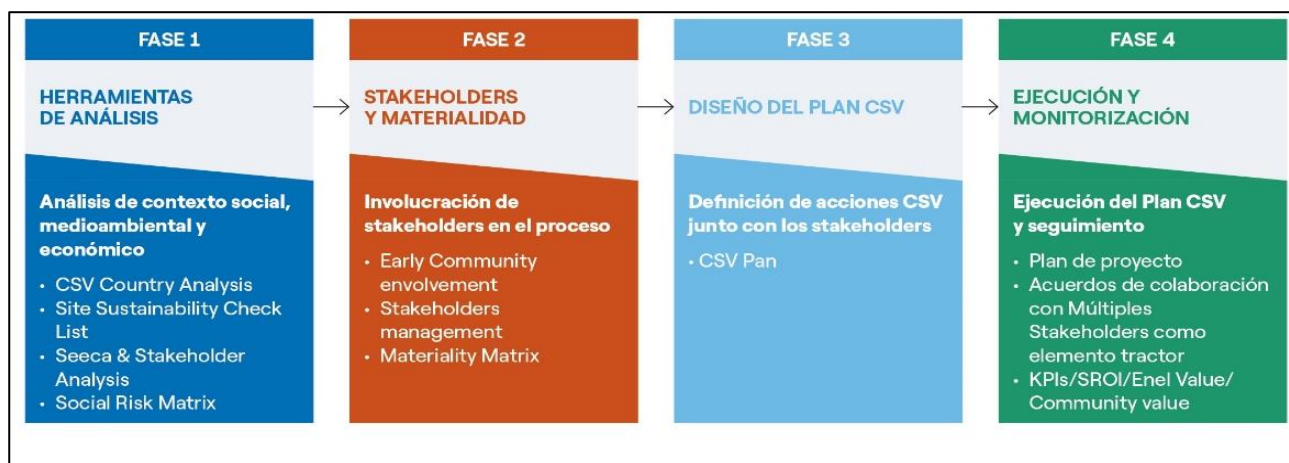 FASE 1
HERRAMIENTAS
DE ANÁLISIS
Análisis de contexto social,
medioambiental y
económico
• CSV Country Analysis
• Site Sustainability Check
List
• Seeca & Stakeholder
Analysis
• Social Risk Matrix
FASE 2
STAKEHOLDERS
Y MATERIALIDAD
Involucración de
stakeholders en el proceso
• Early Community
envolvement
• Stakeholders
management
• Materiality Matrix
FASE 3
DISEÑO DEL PLAN CSV
Definición de acciones CSV
junto con los stakeholders
• CSV Pan
FASE 4
EJECUCIÓN Y
MONITORIZACIÓN
Ejecución del Plan CSV
y seguimiento
• Plan de proyecto
• Acuerdos de colaboración
con Múltiples
Stakeholders como
elemento tractor
• KPIs/SROI/Enel Value/
Community value